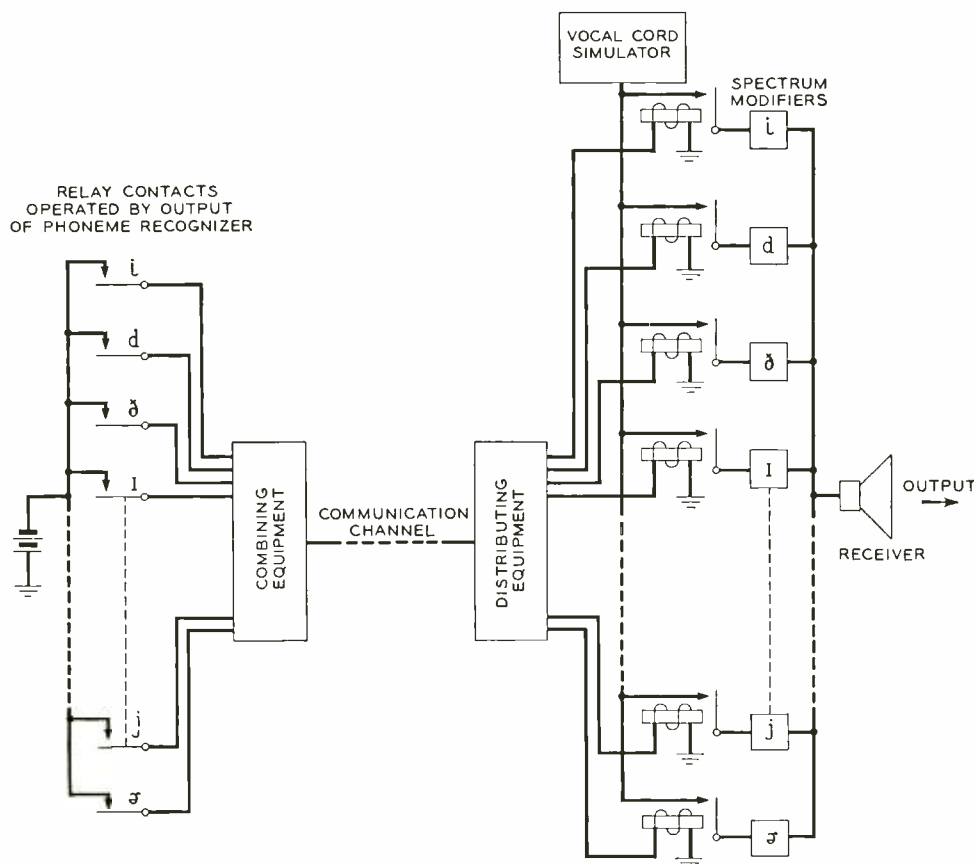 VOCAL CORD
SIMULATOR
SPECTRUM
MODIFIERS
i
d
ð
I
j
ɚ
RELAY CONTACTS
OPERATED BY OUTPUT
OF PHONEME RECOGNIZER
i
d
ð
I
j
ɚ
COMBINING
EQUIPMENT
COMMUNICATION
CHANNEL
DISTRIBUTING
EQUIPMENT
OUTPUT
RECEIVER